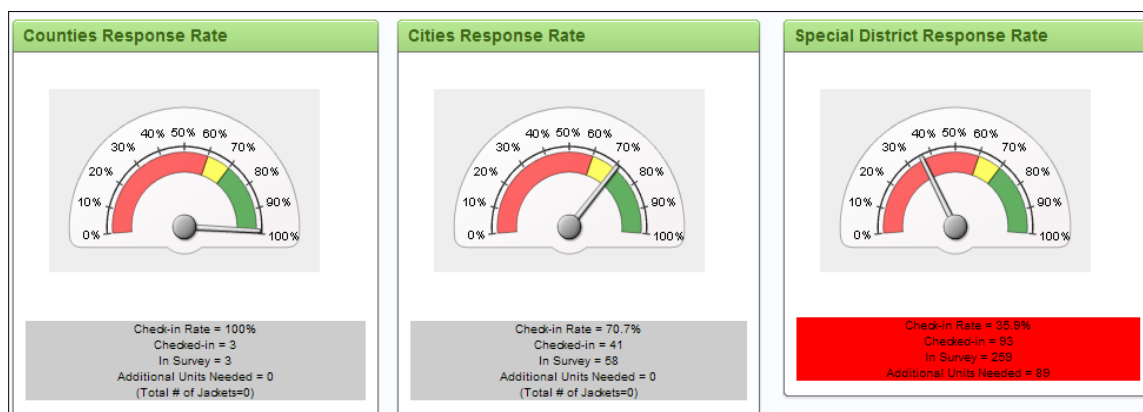 Counties Response Rate
0%
10%
20%
30%
40%
50%
60%
70%
80%
90%
100%
Check-in Rate = 100%
Checked-in = 3
In Survey = 3
Additional Units Needed = 0
(Total # of Jackets=0)
Cities Response Rate
0%
10%
20%
30%
40%
50%
60%
70%
80%
90%
100%
Check-in Rate = 70.7%
Checked-in = 41
In Survey = 58
Additional Units Needed = 0
(Total # of Jackets=0)
Special District Response Rate
0%
10%
20%
30%
40%
50%
60%
70%
80%
90%
100%
Check-in Rate = 35.9%
Checked-in = 93
In Survey = 259
Additional Units Needed = 89